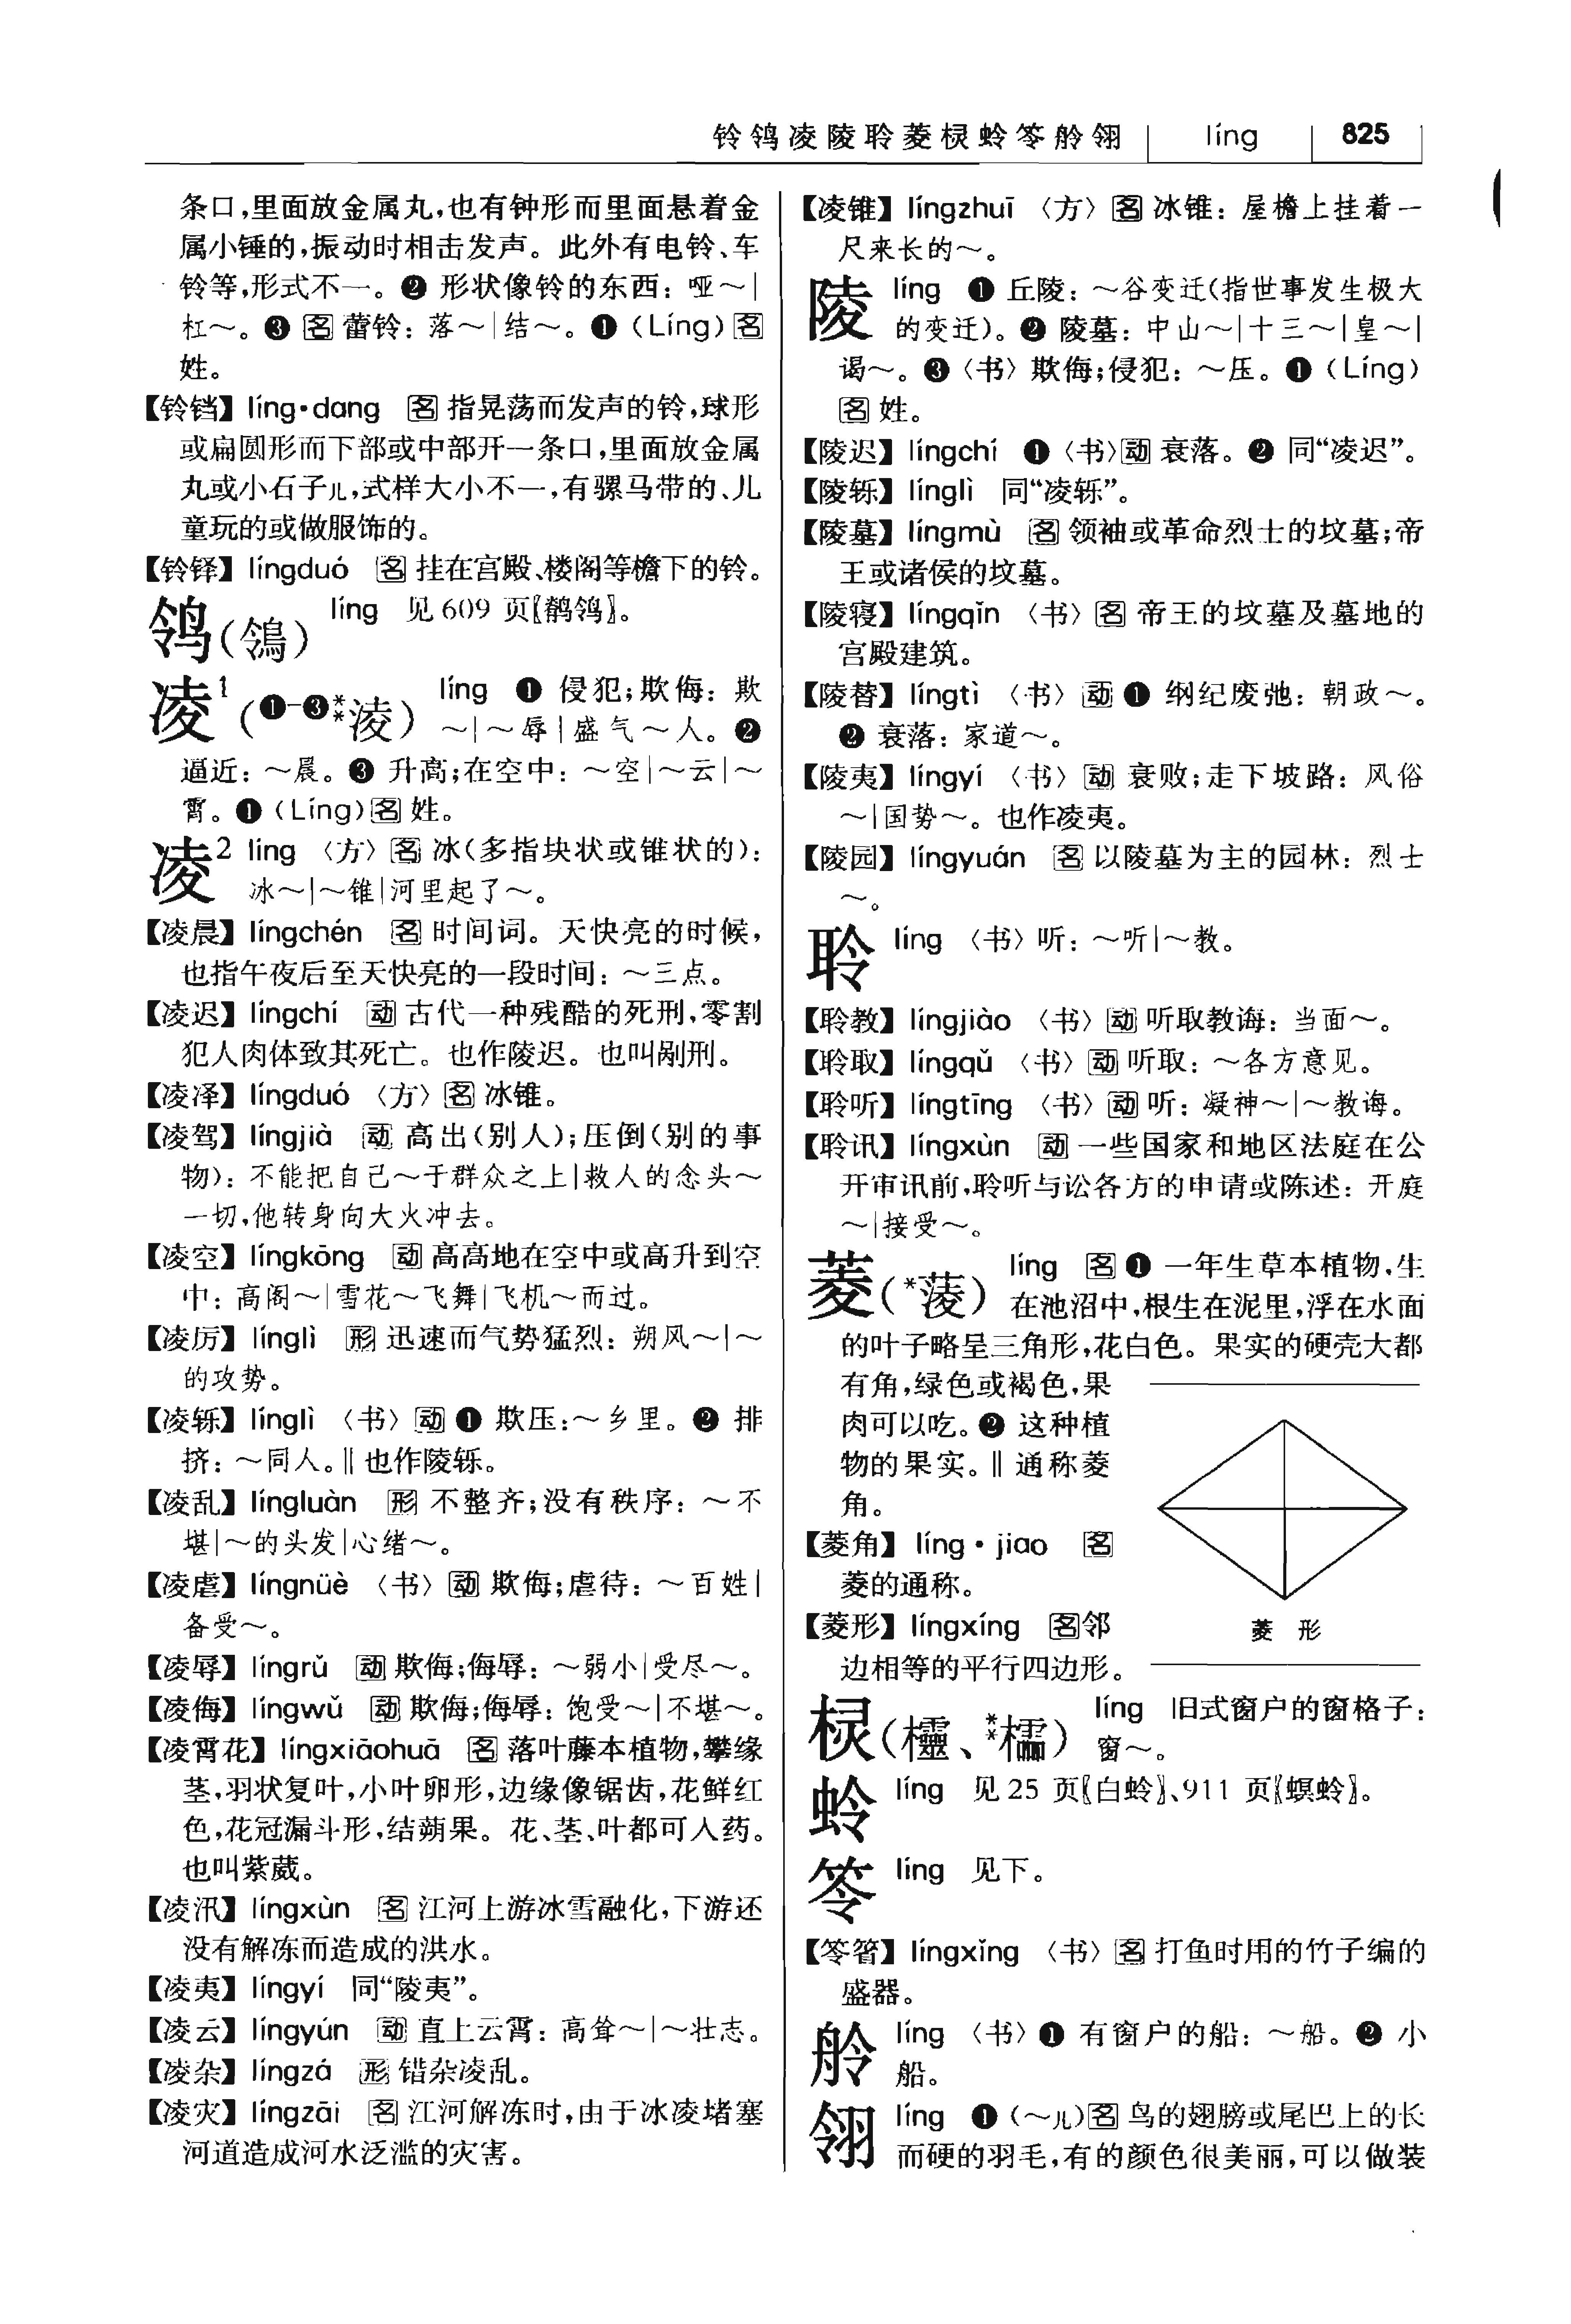 铃鸰凌陵聆菱棂蛉笭舲翎 líng 825
条口,里面放金属丸,也有钟形而里面悬着金
属小锤的,振动时相击发声。此外有电铃、车
铃等,形式不一。❷ 形状像铃的东西:哑～|
杠～。❸ 名 蕾铃:落～|结～。❹(Líng)名
姓。
【铃铛】líng·dang 名 指晃荡而发声的铃,球形
或扁圆形而下部或中部开一条口,里面放金属
丸或小石子儿,式样大小不一,有骡马带的、儿
童玩的或做服饰的。
【铃铎】língduó 名 挂在宫殿、楼阁等檐下的铃。
鸰(鴒) líng 见 609 页〖鹡鸰〗。
凌¹(❶-❸**淩) líng ❶ 侵犯;欺侮:欺
～|～辱|盛气～人。❷
逼近:～晨。❸ 升高;在空中:～空|～云|～
霄。❹(Líng)名 姓。
凌² líng〈方〉名 冰(多指块状或锥状的):
冰～|～锥|河里起了～。
【凌晨】língchén 名 时间词。天快亮的时候,
也指午夜后至天快亮的一段时间:～三点。
【凌迟】língchí 动 古代一种残酷的死刑,零割
犯人肉体致其死亡。也作陵迟。也叫剐刑。
【凌泽】língduó〈方〉名 冰锥。
【凌驾】língjià 动 高出(别人);压倒(别的事
物):不能把自己～于群众之上|救人的念头～
一切,他转身向大火冲去。
【凌空】língkōng 动 高高地在空中或高升到空
中:高阁～|雪花～飞舞|飞机～而过。
【凌厉】línglì 形 迅速而气势猛烈:朔风～|～
的攻势。
【凌轹】línglì〈书〉动 ❶ 欺压:～乡里。❷ 排
挤:～同人。‖也作陵轹。
【凌乱】língluàn 形 不整齐;没有秩序:～不
堪|～的头发|心绪～。
【凌虐】língnüè〈书〉动 欺侮;虐待:～百姓|
备受～。
【凌辱】língrǔ 动 欺侮;侮辱:～弱小|受尽～。
【凌侮】língwǔ 动 欺侮;侮辱:饱受～|不堪～。
【凌霄花】língxiāohuā 名 落叶藤本植物,攀缘
茎,羽状复叶,小叶卵形,边缘像锯齿,花鲜红
色,花冠漏斗形,结蒴果。花、茎、叶都可入药。
也叫紫葳。
【凌汛】língxùn 名 江河上游冰雪融化,下游还
没有解冻而造成的洪水。
【凌夷】língyí 同“陵夷”。
【凌云】língyún 动 直上云霄:高耸～|～壮志。
【凌杂】língzá 形 错杂凌乱。
【凌灾】língzāi 名 江河解冻时,由于冰凌堵塞
河道造成河水泛滥的灾害。
【凌锥】língzhuī〈方〉名 冰锥:屋檐上挂着一
尺来长的～。
陵 líng ❶ 丘陵:～谷变迁(指世事发生极大
的变迁)。❷ 陵墓:中山～|十三～|皇～|
谒～。❸〈书〉欺侮;侵犯:～压。❹(Líng)
名 姓。
【陵迟】língchí ❶〈书〉动 衰落。❷ 同“凌迟”。
【陵轹】línglì 同“凌轹”。
【陵墓】língmù 名 领袖或革命烈士的坟墓;帝
王或诸侯的坟墓。
【陵寝】língqǐn〈书〉名 帝王的坟墓及墓地的
宫殿建筑。
【陵替】língtì〈书〉动 ❶ 纲纪废弛:朝政～。
❷ 衰落:家道～。
【陵夷】língyí〈书〉动 衰败;走下坡路:风俗
～|国势～。也作凌夷。
【陵园】língyuán 名 以陵墓为主的园林:烈士
～。
聆 líng〈书〉听:～听|～教。
【聆教】língjiào〈书〉动 听取教诲:当面～。
【聆取】língqǔ〈书〉动 听取:～各方意见。
【聆听】língtīng〈书〉动 听:凝神～|～教诲。
【聆讯】língxùn 动 一些国家和地区法庭在公
开审讯前,聆听与讼各方的申请或陈述:开庭
～|接受～。
菱(*蔆) líng 名 ❶ 一年生草本植物,生
在池沼中,根生在泥里,浮在水面
的叶子略呈三角形,花白色。果实的硬壳大都
有角,绿色或褐色,果
肉可以吃。❷ 这种植
物的果实。‖通称菱
角。
【菱角】líng·jiao 名
菱的通称。
【菱形】língxíng 名 邻
边相等的平行四边形。
菱 形
棂(欞、**櫺) líng 旧式窗户的窗格子:
窗～。
蛉 líng 见 25 页〖白蛉〗、911 页〖螟蛉〗。
笭 líng 见下。
【笭箵】língxǐng〈书〉名 打鱼时用的竹子编的
盛器。
舲 líng〈书〉❶ 有窗户的船:～船。❷ 小
船。
翎 líng ❶(～儿)名 鸟的翅膀或尾巴上的长
而硬的羽毛,有的颜色很美丽,可以做装